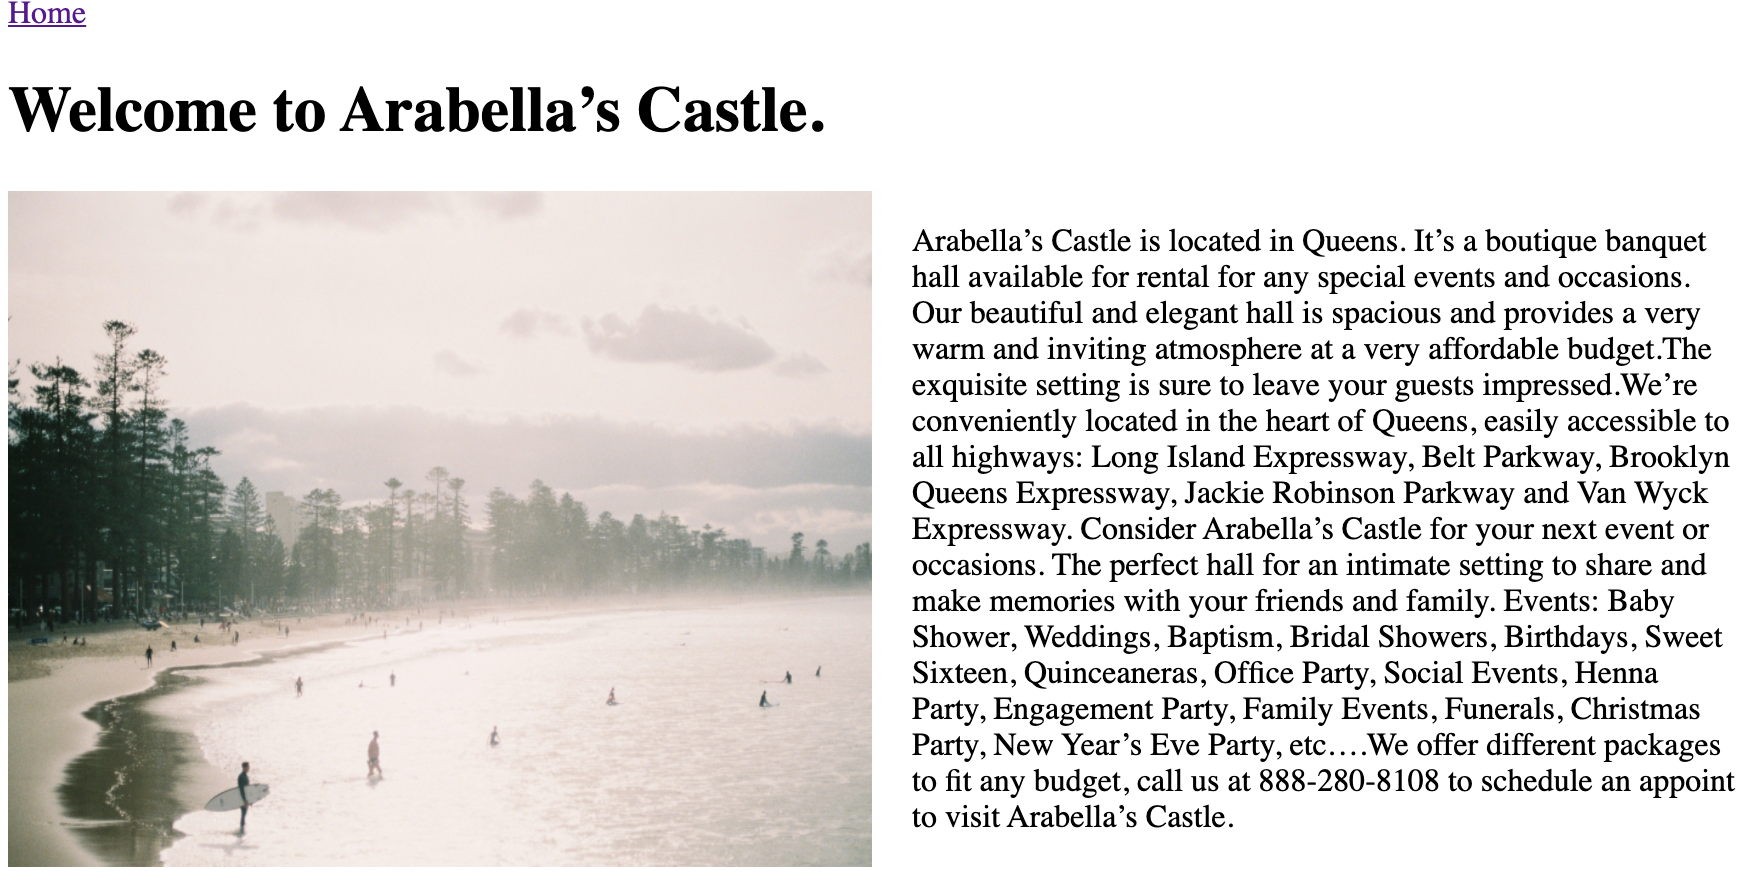 Home
Welcome to Arabella’s Castle.
Arabella’s Castle is located in Queens. It’s a boutique banquet
hall available for rental for any special events and occasions.
Our beautiful and elegant hall is spacious and provides a very
warm and inviting atmosphere at a very affordable budget.The
exquisite setting is sure to leave your guests impressed.We’re
conveniently located in the heart of Queens, easily accessible to
all highways: Long Island Expressway, Belt Parkway, Brooklyn
Queens Expressway, Jackie Robinson Parkway and Van Wyck
Expressway. Consider Arabella’s Castle for your next event or
occasions. The perfect hall for an intimate setting to share and
make memories with your friends and family. Events: Baby
Shower, Weddings, Baptism, Bridal Showers, Birthdays, Sweet
Sixteen, Quinceaneras, Office Party, Social Events, Henna
Party, Engagement Party, Family Events, Funerals, Christmas
Party, New Year’s Eve Party, etc….We offer different packages
to fit any budget, call us at 888-280-8108 to schedule an appoint
to visit Arabella’s Castle.